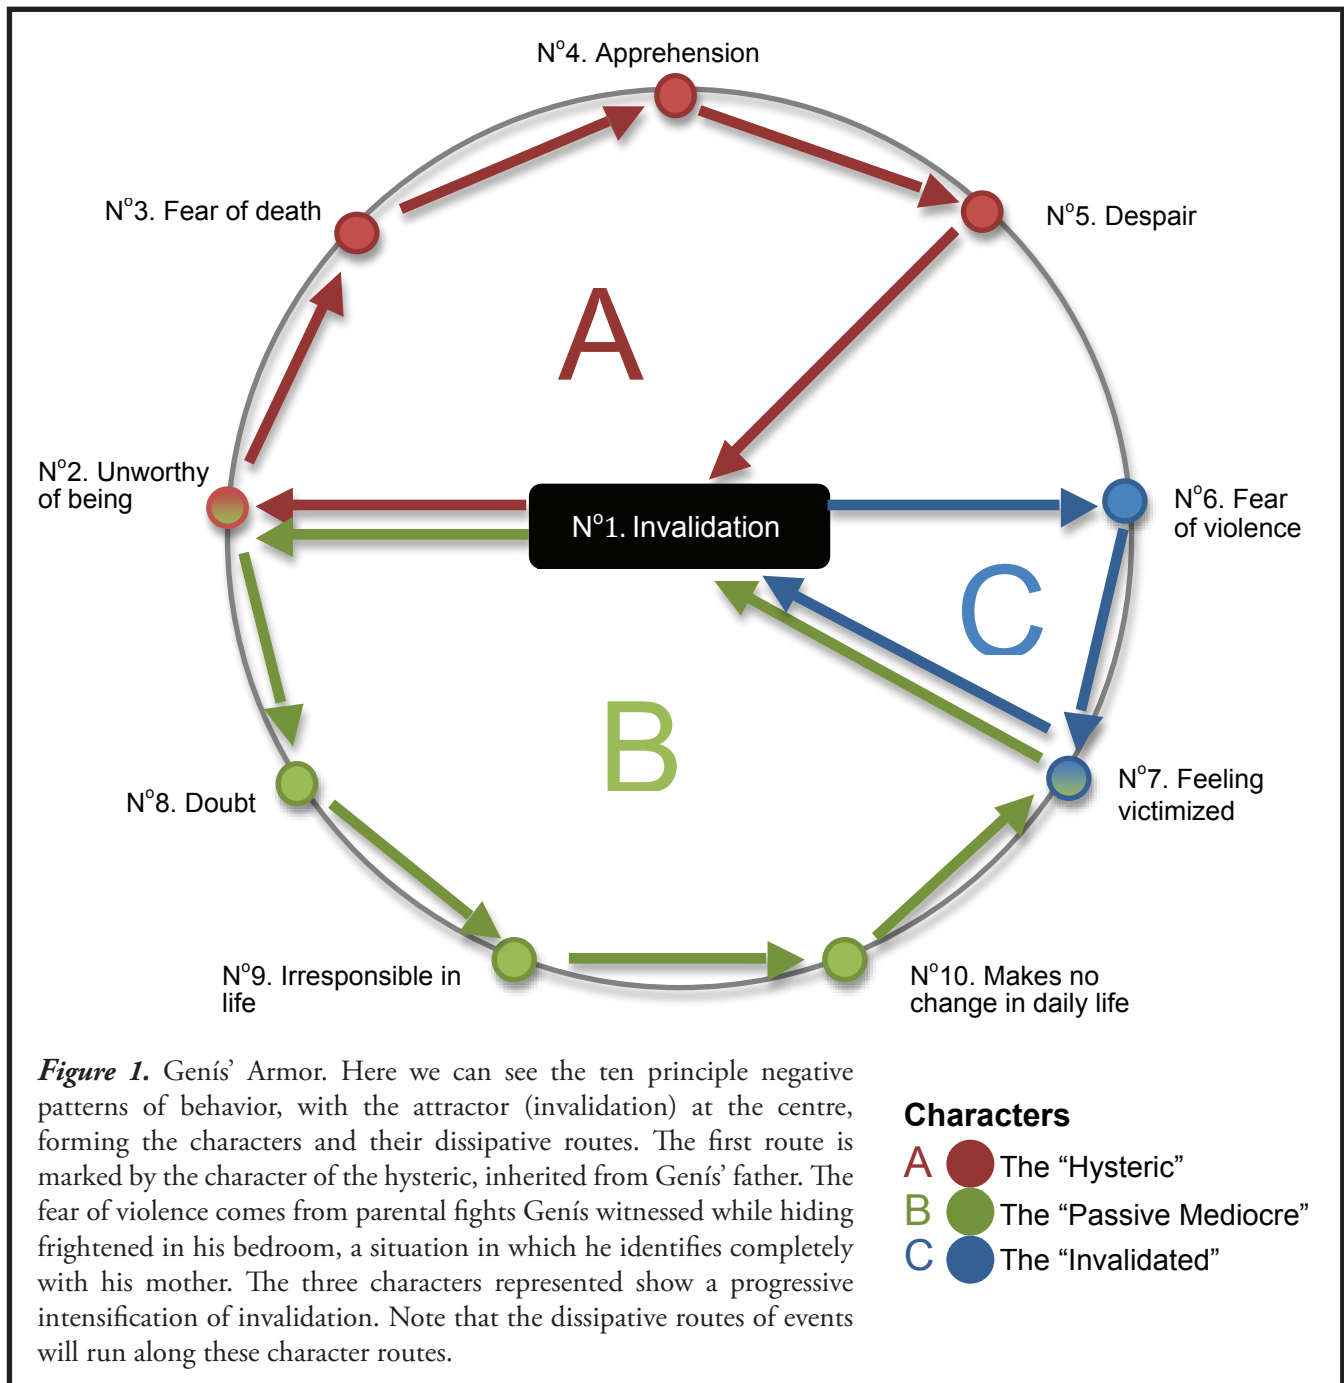 N°4. Apprehension
N°3. Fear of death
N°5. Despair
A
N°2. Unworthy
of being
N°1. Invalidation
N°6. Fear
of violence
C
B
N°7. Feeling
victimized
N°8. Doubt
N°9. Irresponsible in
life
N°10. Makes no
change in daily life
Figure 1. Genís’ Armor. Here we can see the ten principle negative
patterns of behavior, with the attractor (invalidation) at the centre,
forming the characters and their dissipative routes. The first route is
marked by the character of the hysteric, inherited from Genís’ father. The
fear of violence comes from parental fights Genís witnessed while hiding
frightened in his bedroom, a situation in which he identifies completely
with his mother. The three characters represented show a progressive
intensification of invalidation. Note that the dissipative routes of events
will run along these character routes.
Characters
A The “Hysteric”
B The “Passive Mediocre”
C The “Invalidated”